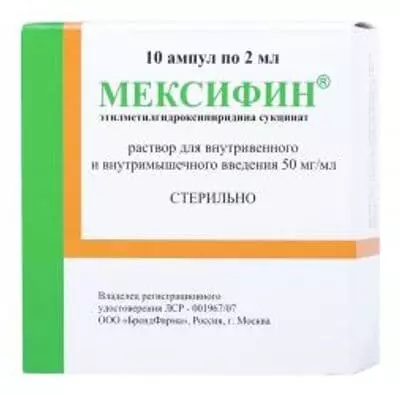 10 ампул по 2 мл
МЕКСИФИН®
этилметилгидроксипиридина сукцинат
раствор для внутривенного
и внутримышечного введения 50 мг/мл
СТЕРИЛЬНО
Владелец регистрационного
удостоверения ЛСР - 001967/07
ООО «БрендФарма», Россия, г. Москва